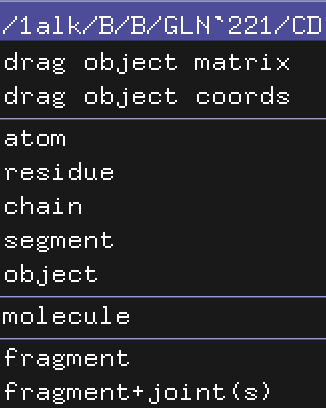 /1alk/B/B/GLN`221/CD
drag object matrix
drag object coords
atom
residue
chain
segment
object
molecule
fragment
fragment+joint(s)